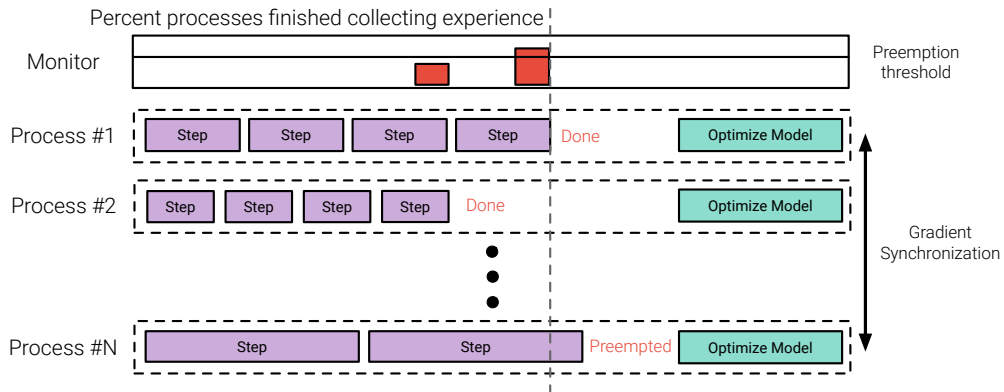 Percent processes finished collecting experience
Monitor
Preemption
threshold
Process #1
Step Step Step Step Done Optimize Model
Process #2
Step Step Step Step Done Optimize Model
Gradient
Synchronization
Process #N
Step Step Preempted Optimize Model